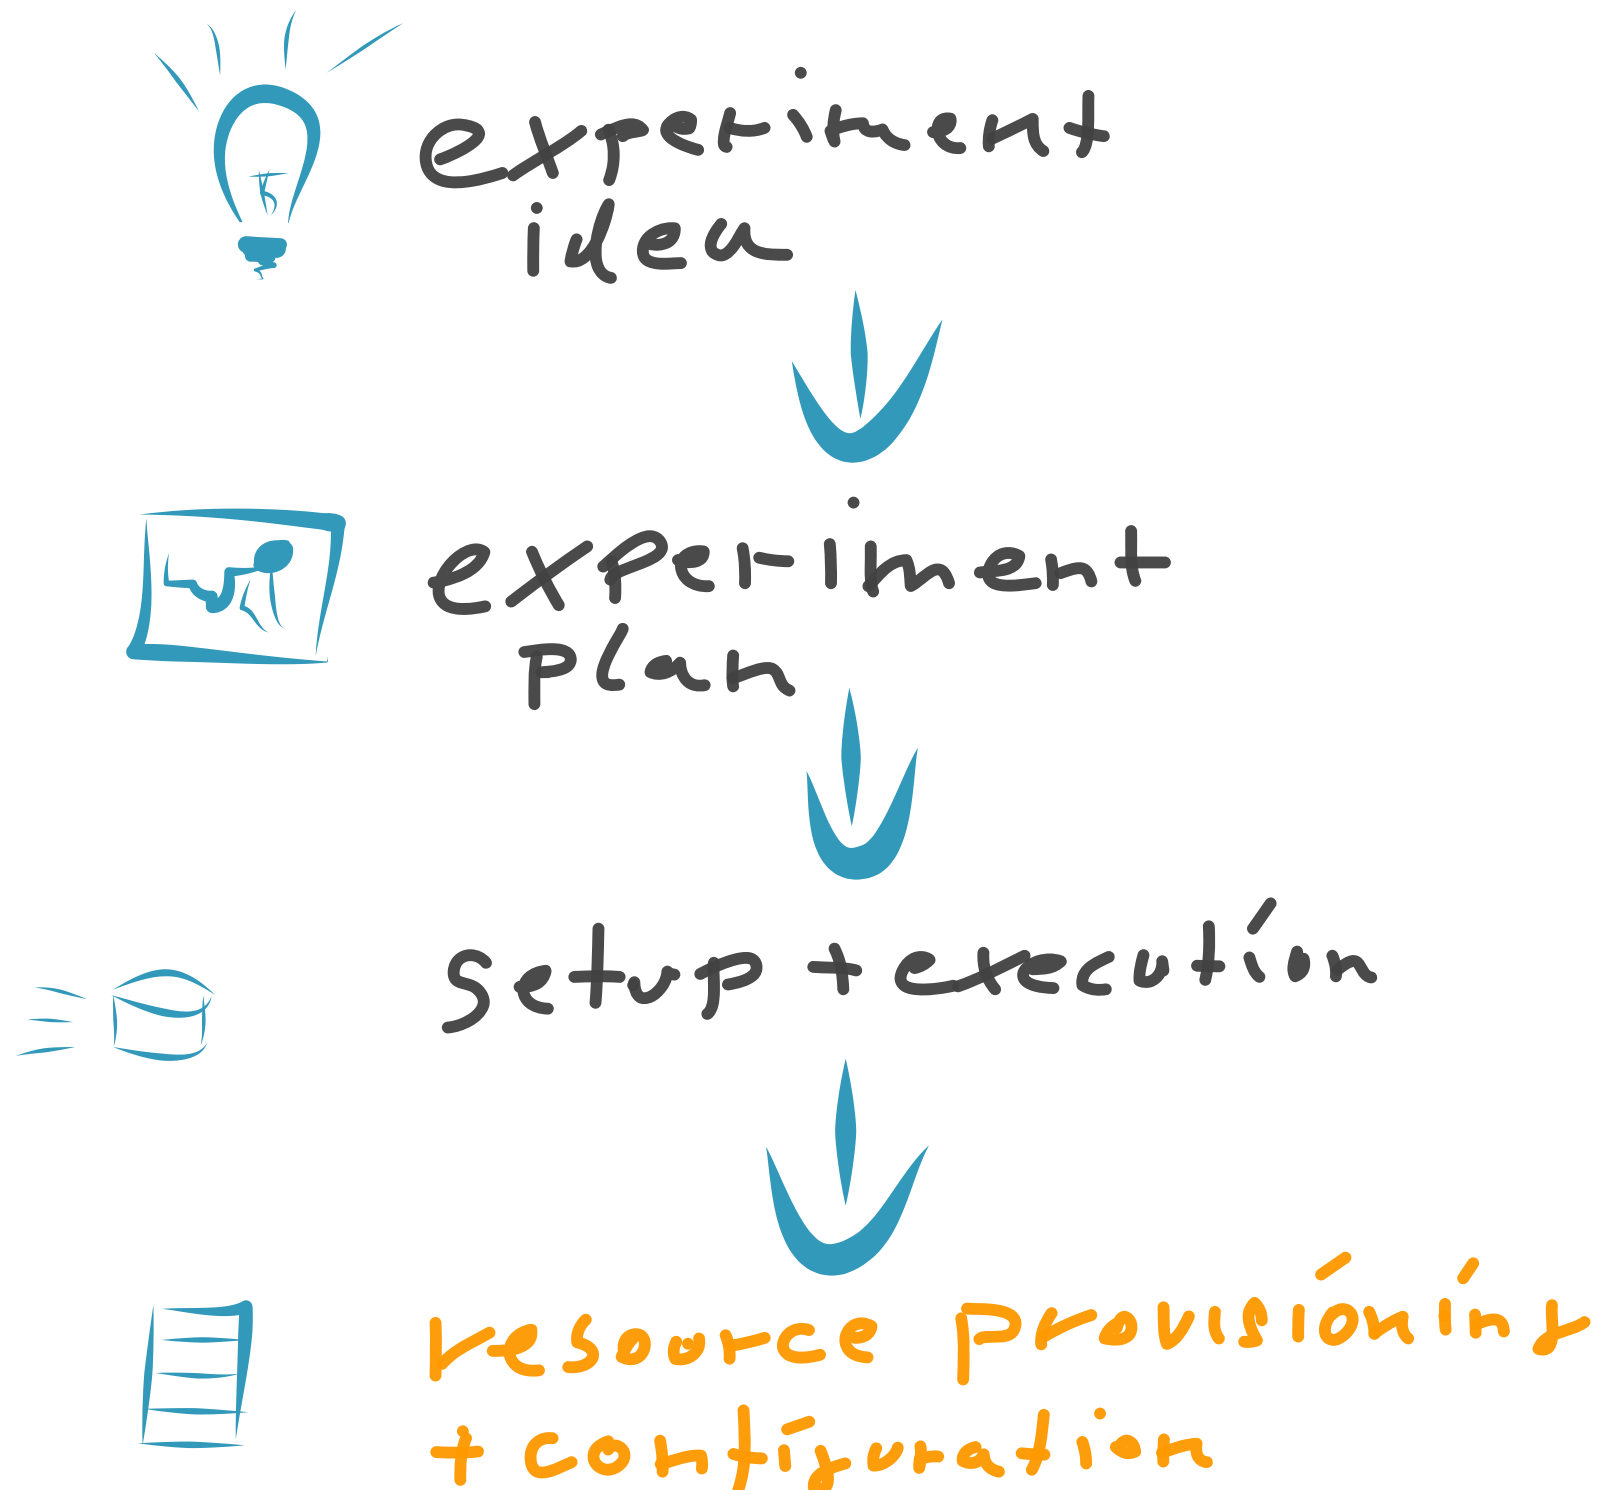 experiment
idea
experiment
plan
setup + execution
resource provisioning
+ configuration